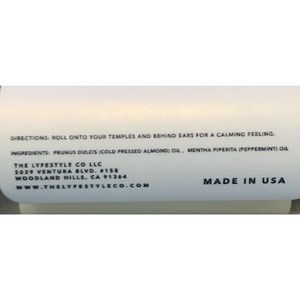 DIRECTIONS: ROLL ONTO YOUR TEMPLES AND BEHIND EARS FOR A CALMING FEELING.
INGREDIENTS: PRUNUS DULCIS (COLD PRESSED ALMOND) OIL, MENTHA PIPERITA (PEPPERMINT) OIL
THE LYFESTYLE CO LLC
2029 VENTURA BLVD. #158
WOODLAND HILLS, CA 91364
WWW.THELYFESTYLECO.COM
MADE IN USA